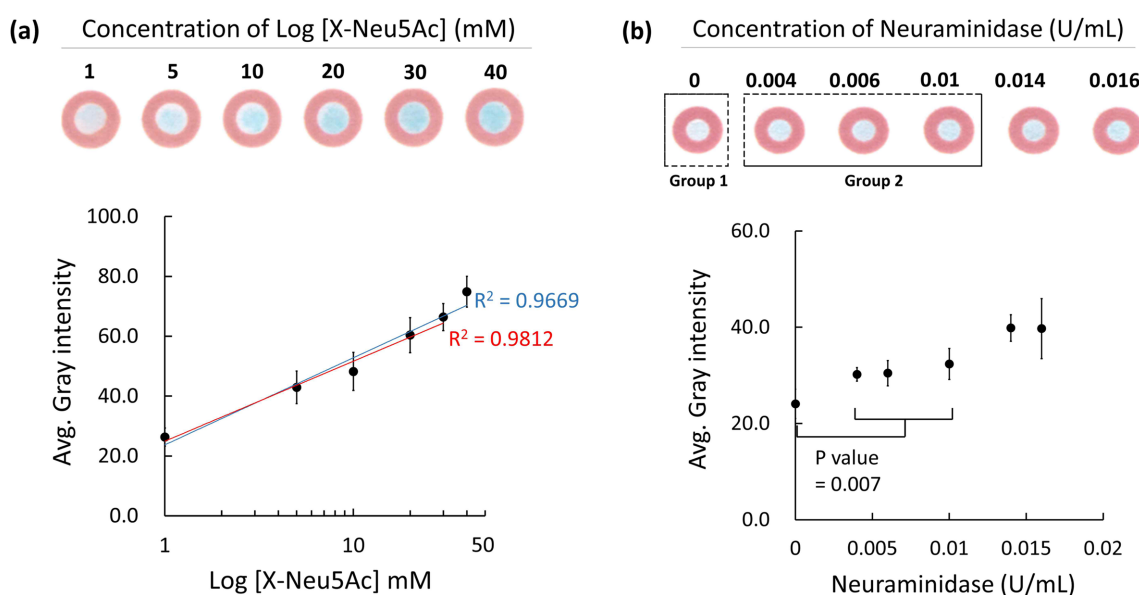 (a) Concentration of Log [X-Neu5Ac] (mM)
1 5 10 20 30 40
100.0
80.0
60.0
40.0
20.0
0.0
Avg. Gray intensity
R² = 0.9669
R² = 0.9812
1 10 50
Log [X-Neu5Ac] mM
(b) Concentration of Neuraminidase (U/mL)
0 0.004 0.006 0.01 0.014 0.016
Group 1 Group 2
60.0
40.0
20.0
0.0
Avg. Gray intensity
P value
= 0.007
0 0.005 0.01 0.015 0.02
Neuraminidase (U/mL)